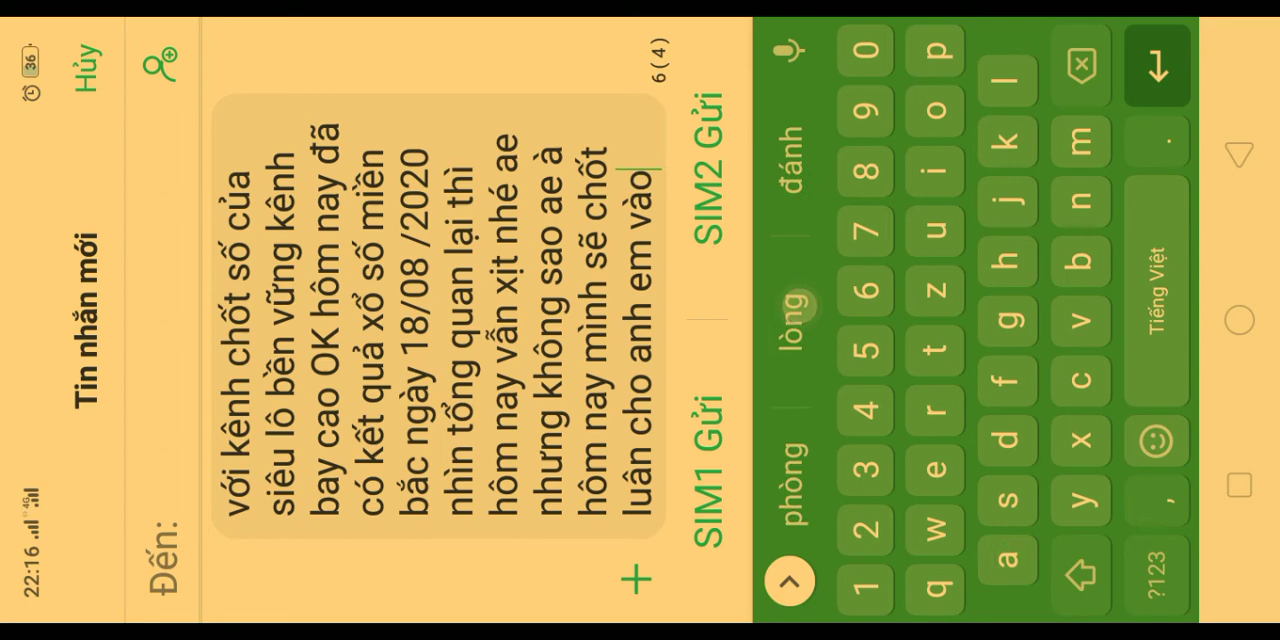 22:16 4G 36
Tin nhắn mới Hủy
Đến:
với kênh chốt số của
siêu lô bền vững kênh
bay cao OK hôm nay đã
có kết quả xổ số miền
bắc ngày 18/08 /2020
nhìn tổng quan lại thì
hôm nay vẫn xịt nhé ae
nhưng không sao ae à
hôm nay mình sẽ chốt
luân cho anh em vào
6 ( 4 )
SIM1 Gửi SIM2 Gửi
phòng lòng đánh
1 2 3 4 5 6 7 8 9 0
q w e r t z u i o p
a s d f g h j k l
y x c v b n m
?123 , Tiếng Việt .